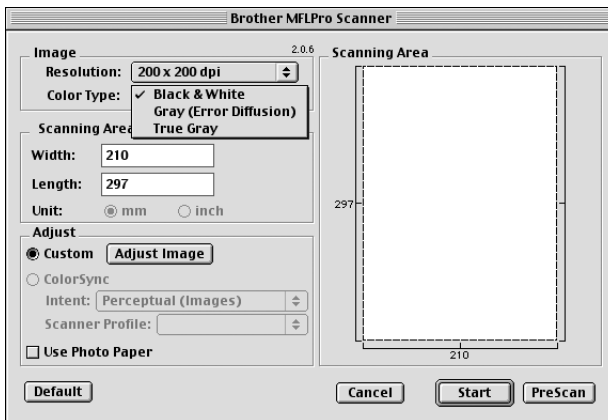 Brother MFLPro Scanner
Image
2.0.6
Resolution: 200 x 200 dpi
Color Type: ✓ Black & White
Gray (Error Diffusion)
True Gray
Scanning Area
Width: 210
Length: 297
Unit: mm inch
Adjust
Custom Adjust Image
ColorSync
Intent: Perceptual (Images)
Scanner Profile:
Use Photo Paper
Scanning Area
297
210
Default
Cancel
Start
PreScan